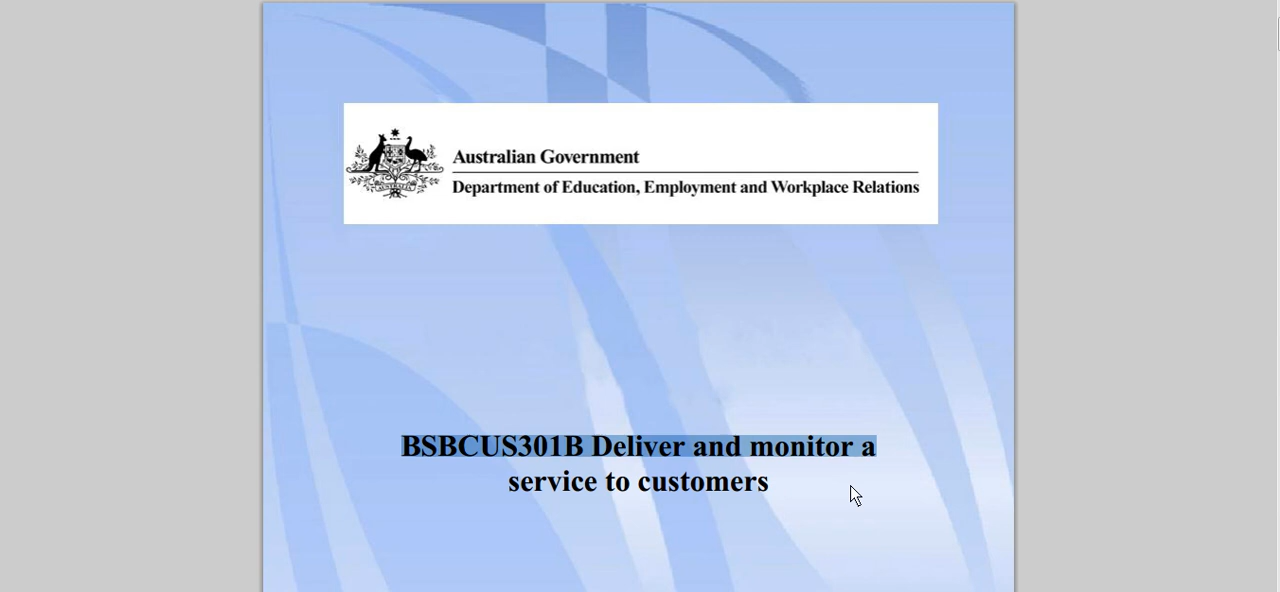 Australian Government
Department of Education, Employment and Workplace Relations
BSBCUS301B Deliver and monitor a
service to customers